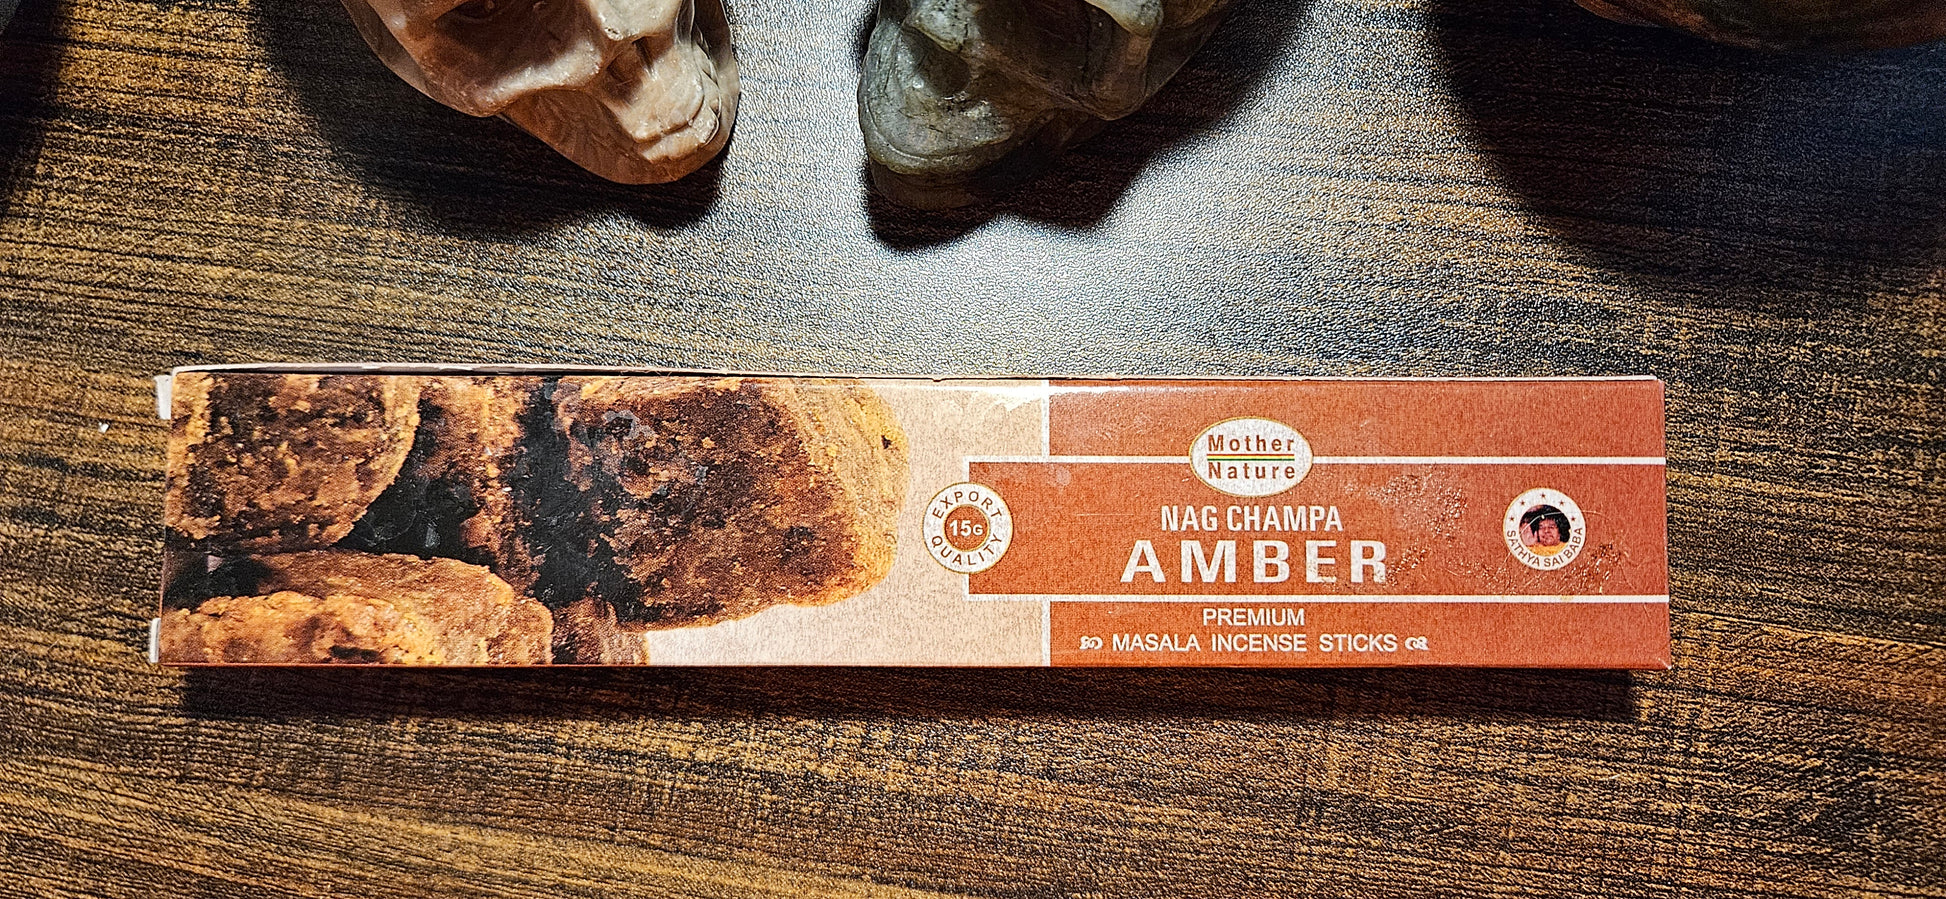 Mother
Nature
EXPORT
15G
QUALITY
NAG CHAMPA
AMBER
SATHYA SAI BABA
PREMIUM
MASALA INCENSE STICKS